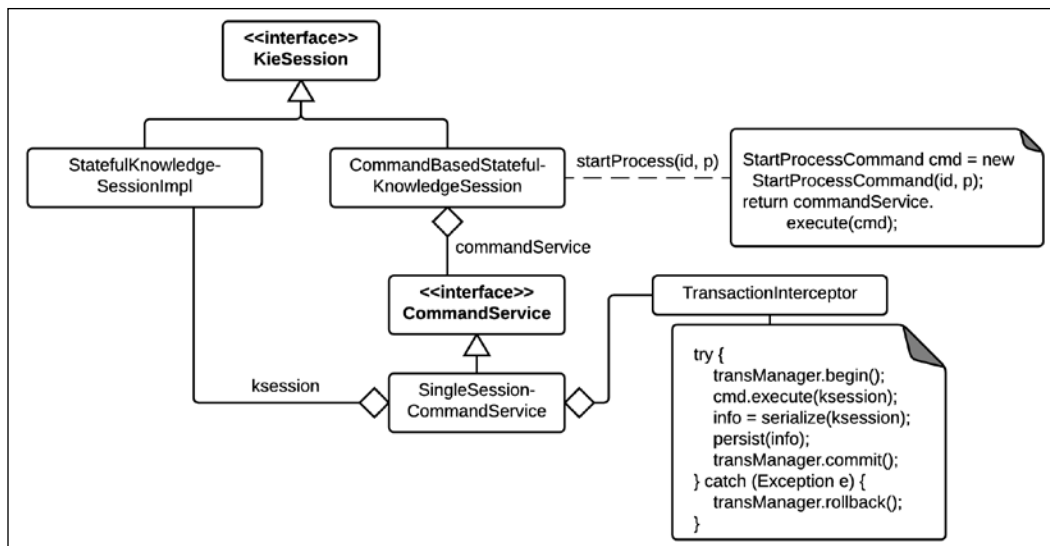 <<interface>>
KieSession
StatefulKnowledge-
SessionImpl
CommandBasedStateful-
KnowledgeSession
startProcess(id, p)
StartProcessCommand cmd = new
StartProcessCommand(id, p);
return commandService.
execute(cmd);
commandService
<<interface>>
CommandService
TransactionInterceptor
ksession
SingleSession-
CommandService
try {
transManager.begin();
cmd.execute(ksession);
info = serialize(ksession);
persist(info);
transManager.commit();
} catch (Exception e) {
transManager.rollback();
}